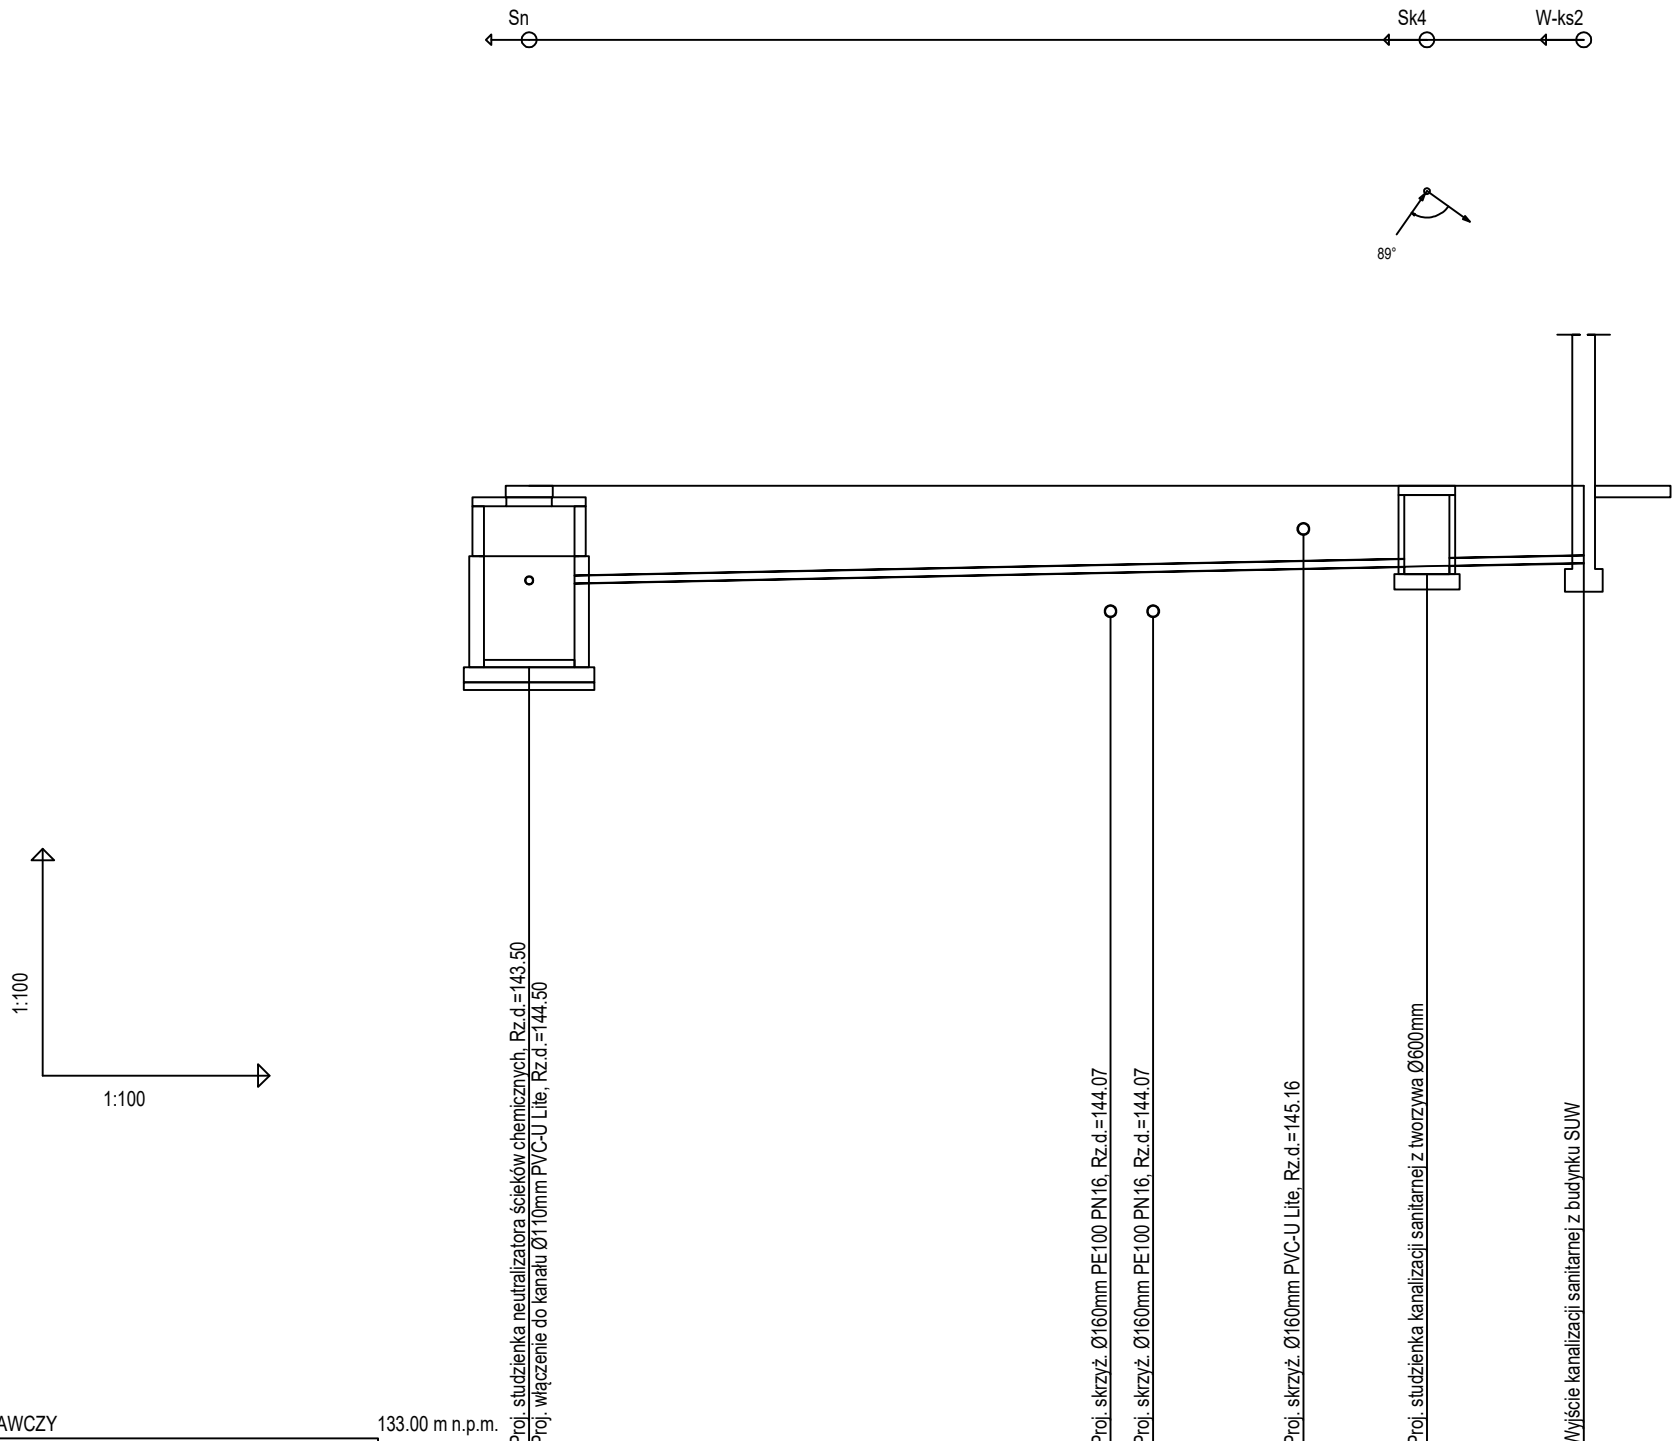 Sn
Sk4
W-ks2
89°
1:100
1:100
Proj. studzienka neutralizatora ścieków chemicznych, Rz.d.=143.50
Proj. włączenie do kanału Ø110mm PVC-U Lite, Rz.d.=144.50
Proj. skrzyż. Ø160mm PE100 PN16, Rz.d.=144.07
Proj. skrzyż. Ø160mm PE100 PN16, Rz.d.=144.07
Proj. skrzyż. Ø160mm PVC-U Lite, Rz.d.=145.16
Proj. studzienka kanalizacji sanitarnej z tworzywa Ø600mm
Wyjście kanalizacji sanitarnej z budynku SUW
AWCZY
133.00 m n.p.m.